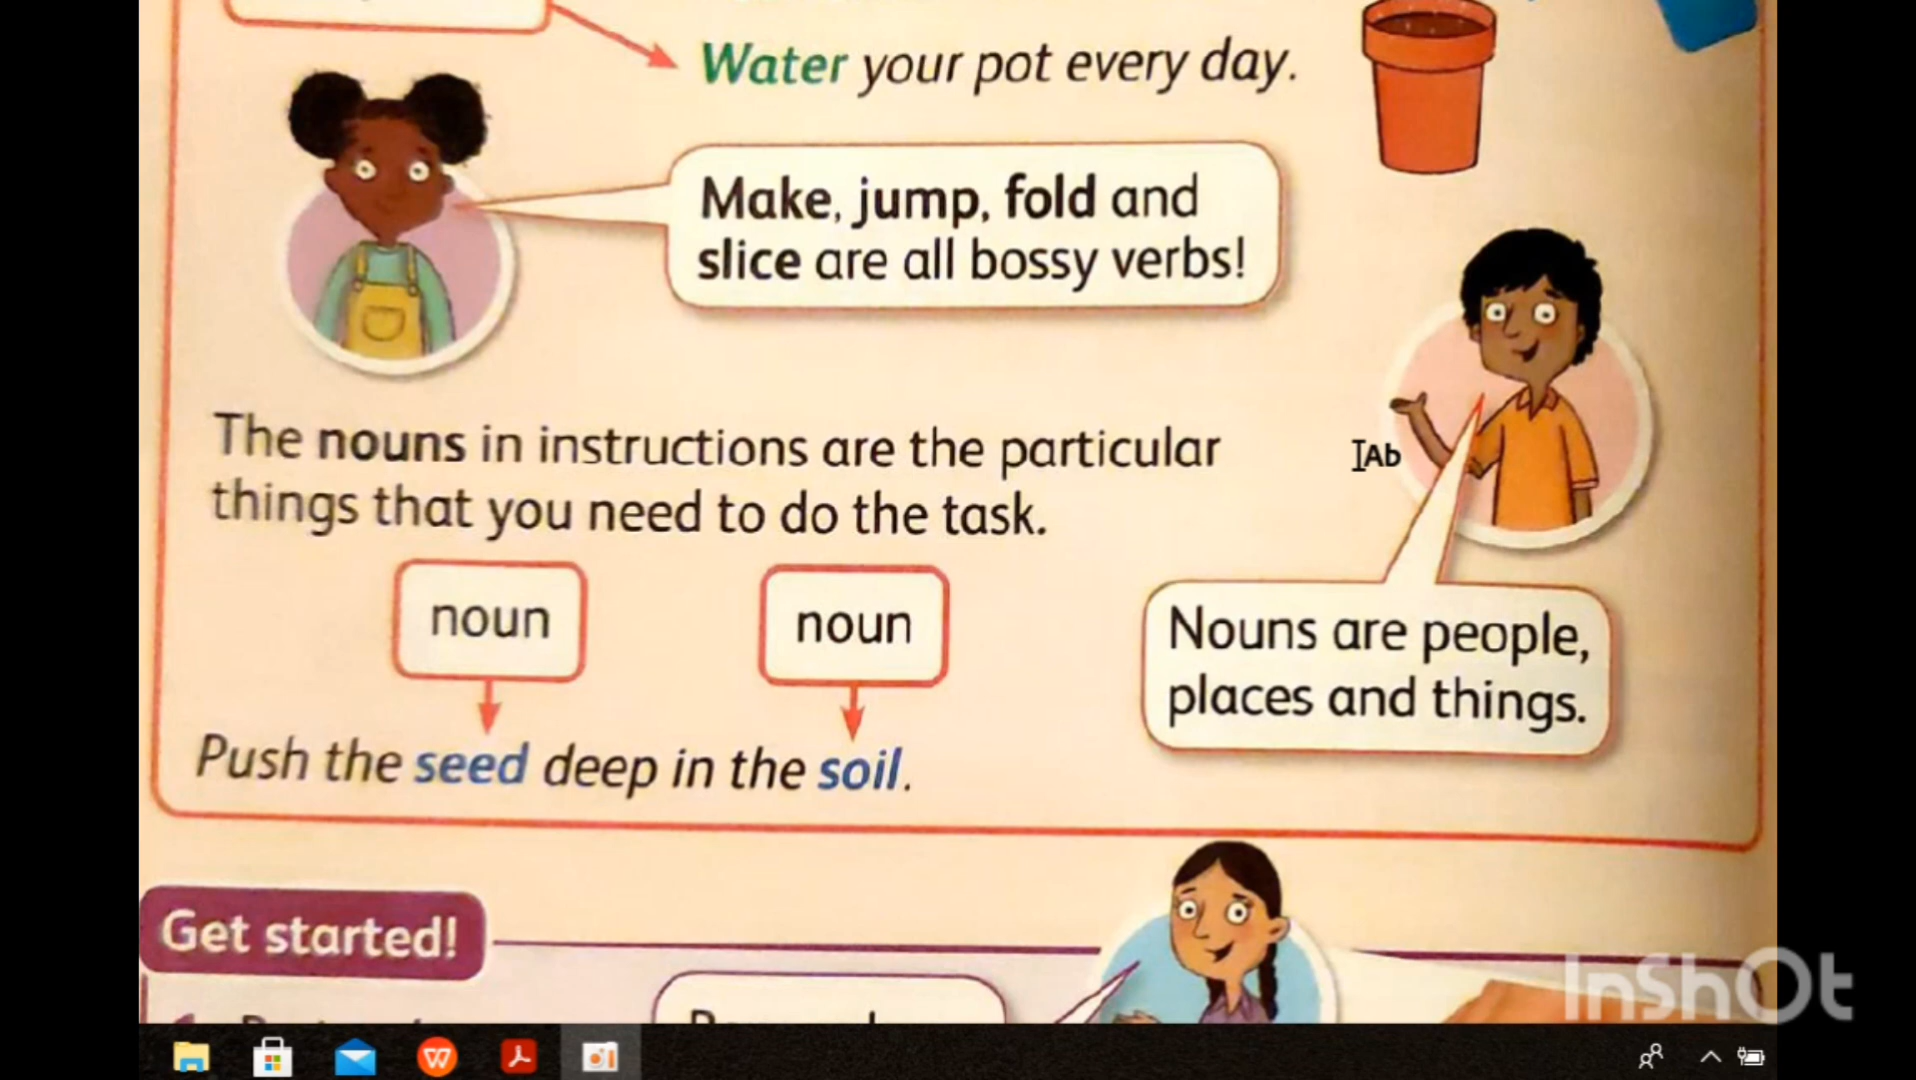 Water your pot every day.
Make, jump, fold and
slice are all bossy verbs!
The nouns in instructions are the particular
things that you need to do the task.
Ab
noun
noun
Nouns are people,
places and things.
Push the seed deep in the soil.
Get started!
InShOt